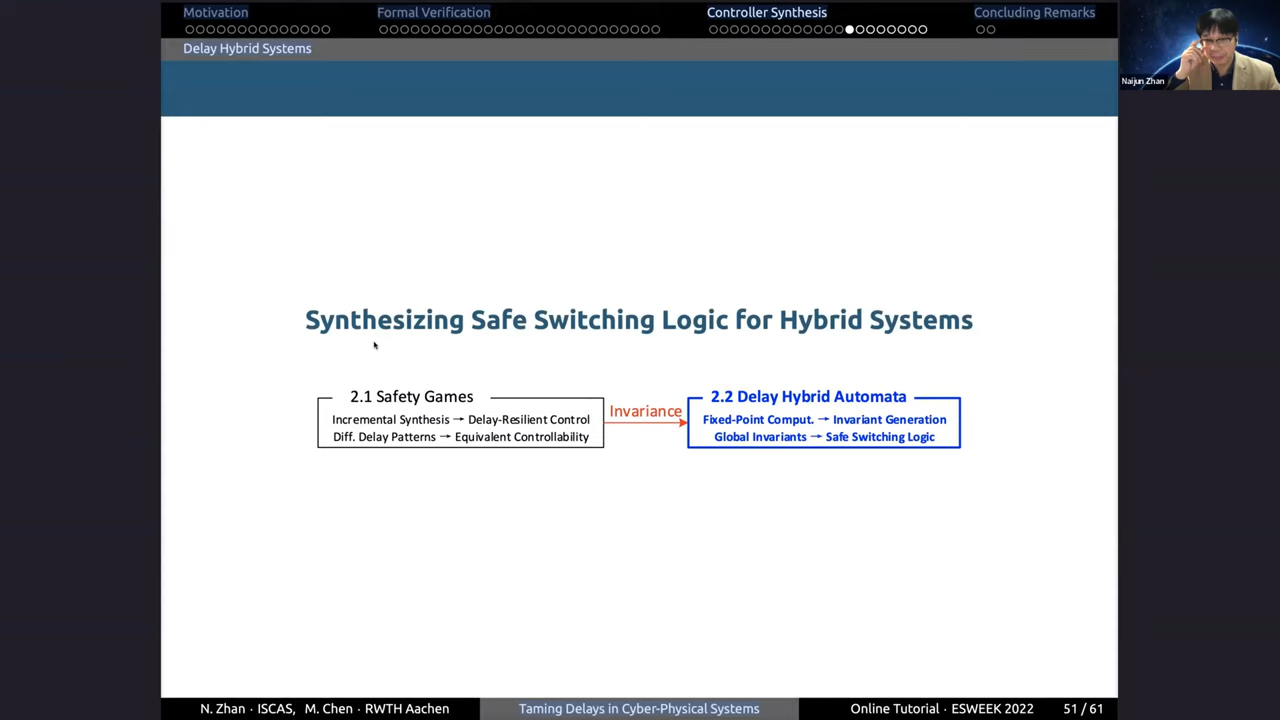 Motivation
Formal Verification
Controller Synthesis
Concluding Remarks
Delay Hybrid Systems
Naijun Zhan
Synthesizing Safe Switching Logic for Hybrid Systems
2.1 Safety Games
Incremental Synthesis → Delay-Resilient Control
Diff. Delay Patterns → Equivalent Controllability
Invariance
2.2 Delay Hybrid Automata
Fixed-Point Comput. → Invariant Generation
Global Invariants → Safe Switching Logic
N. Zhan · ISCAS, M. Chen · RWTH Aachen
Taming Delays in Cyber-Physical Systems
Online Tutorial · ESWEEK 2022
51 / 61